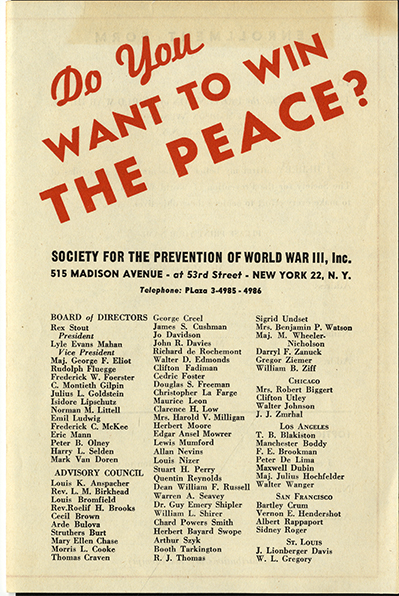 Do You
WANT TO WIN
THE PEACE?
SOCIETY FOR THE PREVENTION OF WORLD WAR III, Inc.
515 MADISON AVENUE - at 53rd Street - NEW YORK 22, N. Y.
Telephone: PLaza 3-4985 - 4986
BOARD of DIRECTORS
Rex Stout
President
Lyle Evans Mahan
Vice President
Maj. George F. Eliot
Rudolph Fluegge
Frederick W. Foerster
C. Montieth Gilpin
Julius L. Goldstein
Isidore Lipschutz
Norman M. Littell
Emil Ludwig
Frederick C. McKee
Eric Mann
Peter B. Olney
Harry L. Selden
Mark Van Doren
ADVISORY COUNCIL
Louis K. Anspacher
Rev. L. M. Birkhead
Louis Bromfield
Rev.Roelif H. Brooks
Cecil Brown
Arde Bulova
Struthers Burt
Mary Ellen Chase
Morris L. Cooke
Thomas Craven
George Creel
James S. Cushman
Jo Davidson
John R. Davies
Richard de Rochemont
Walter D. Edmonds
Clifton Fadiman
Cedric Foster
Douglas S. Freeman
Christopher La Farge
Maurice Leon
Clarence H. Low
Mrs. Harold V. Milligan
Herbert Moore
Edgar Ansel Mowrer
Lewis Mumford
Allan Nevins
Louis Nizer
Stuart H. Perry
Quentin Reynolds
Dean William F. Russell
Warren A. Seavey
Dr. Guy Emery Shipler
William L. Shirer
Chard Powers Smith
Herbert Bayard Swope
Arthur Szyk
Booth Tarkington
R. J. Thomas
Sigrid Undset
Mrs. Benjamin P. Watson
Maj. M. Wheeler-
Nicholson
Darryl F. Zanuck
Gregor Ziemer
William B. Ziff
CHICAGO
Mrs. Robert Biggert
Clifton Utley
Walter Johnson
J. J. Zmrhal
LOS ANGELES
T. B. Blakiston
Manchester Boddy
F. E. Brookman
Peter De Lima
Maxwell Dubin
Maj. Julius Hochfelder
Walter Wanger
SAN FRANCISCO
Bartley Crum
Vernon E. Hendershot
Albert Rappaport
Sidney Roger
ST. LOUIS
J. Lionberger Davis
W. L. Gregory